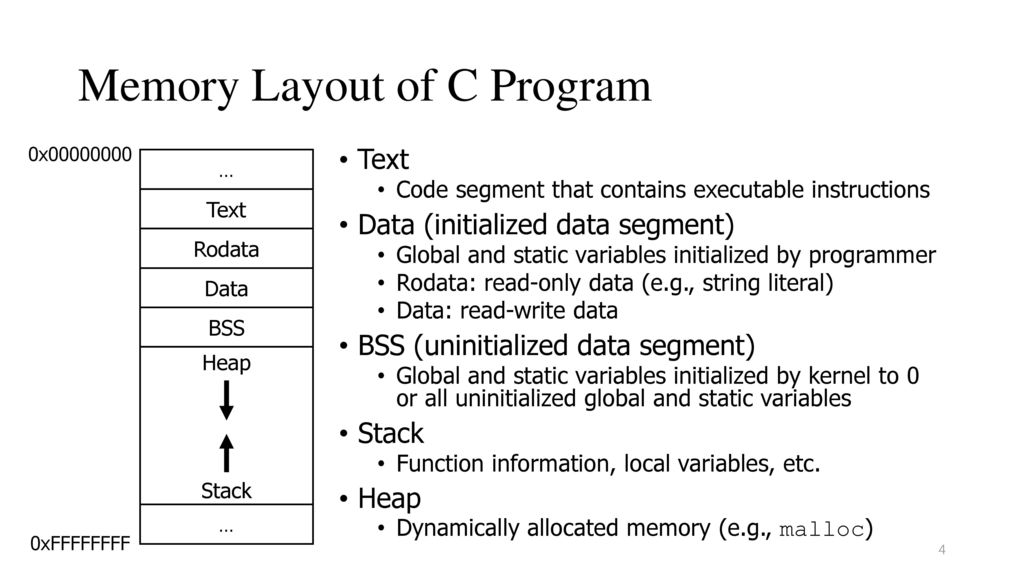 Memory Layout of C Program
0x00000000
...
Text
Rodata
Data
BSS
Heap
Stack
...
0xFFFFFFFF
• Text
• Code segment that contains executable instructions
• Data (initialized data segment)
• Global and static variables initialized by programmer
• Rodata: read-only data (e.g., string literal)
• Data: read-write data
• BSS (uninitialized data segment)
• Global and static variables initialized by kernel to 0
or all uninitialized global and static variables
• Stack
• Function information, local variables, etc.
• Heap
• Dynamically allocated memory (e.g., malloc)
4